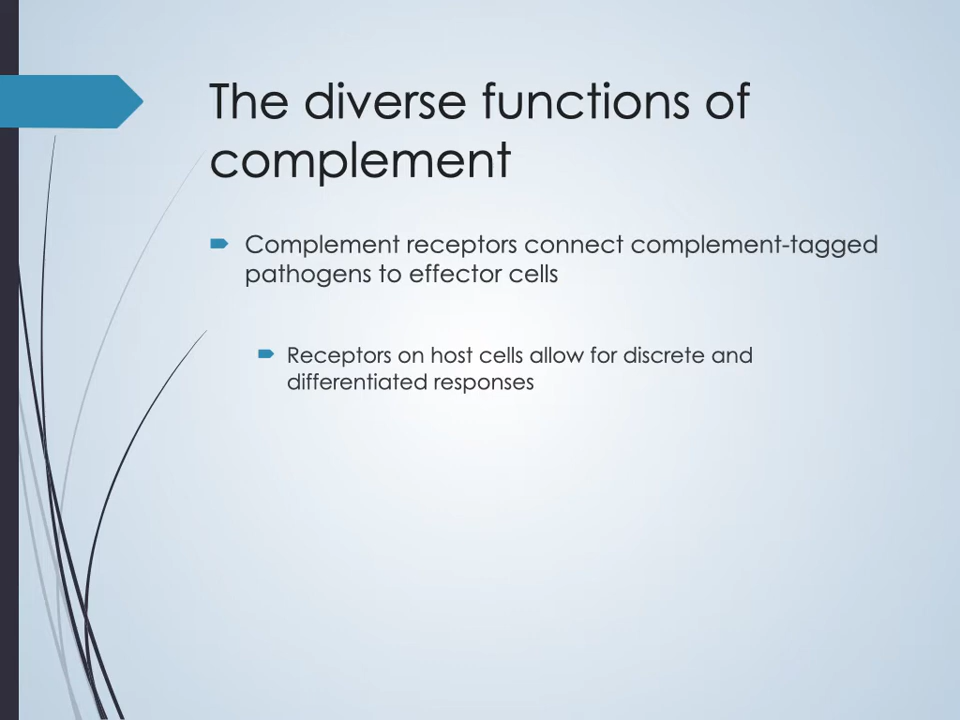 The diverse functions of
complement
Complement receptors connect complement-tagged
pathogens to effector cells
Receptors on host cells allow for discrete and
differentiated responses